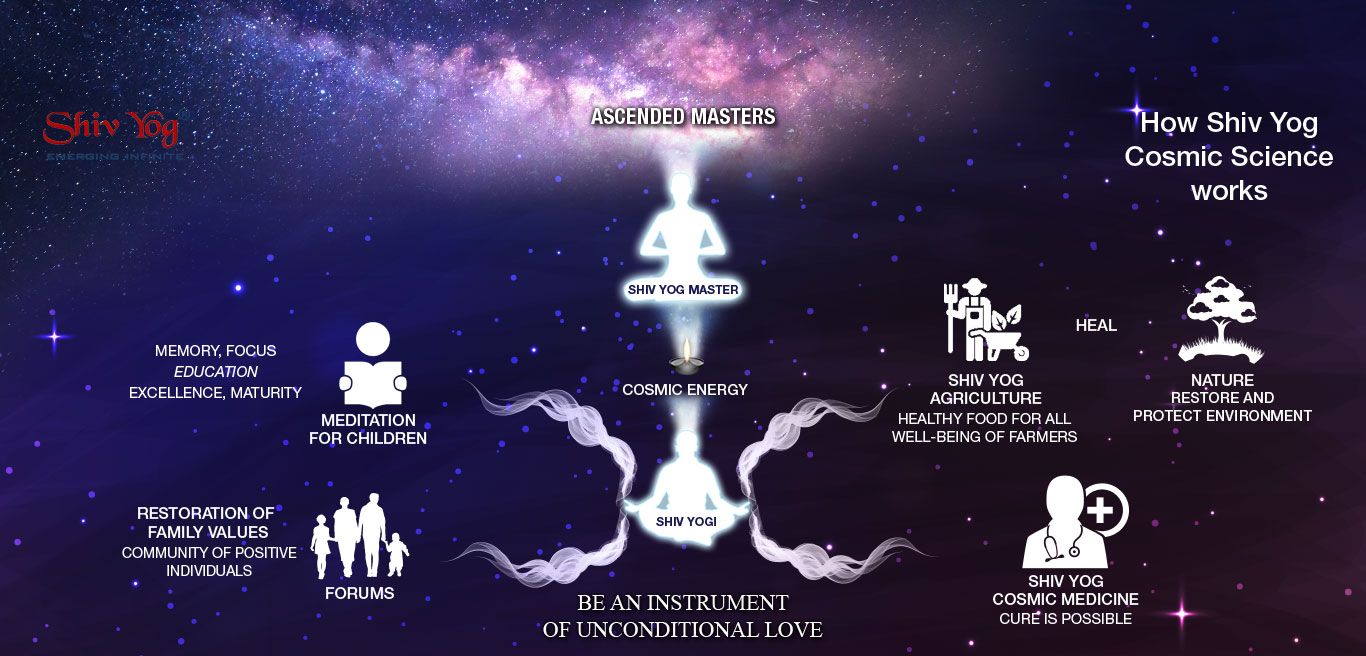 Shiv Yog
EMERGING INFINITE
ASCENDED MASTERS
How Shiv Yog
Cosmic Science
works
SHIV YOG MASTER
COSMIC ENERGY
SHIV YOGI
MEMORY, FOCUS
EDUCATION
EXCELLENCE, MATURITY
MEDITATION
FOR CHILDREN
RESTORATION OF
FAMILY VALUES
COMMUNITY OF POSITIVE
INDIVIDUALS
FORUMS
SHIV YOG
AGRICULTURE
HEALTHY FOOD FOR ALL
WELL-BEING OF FARMERS
HEAL
NATURE
RESTORE AND
PROTECT ENVIRONMENT
SHIV YOG
COSMIC MEDICINE
CURE IS POSSIBLE
BE AN INSTRUMENT
OF UNCONDITIONAL LOVE